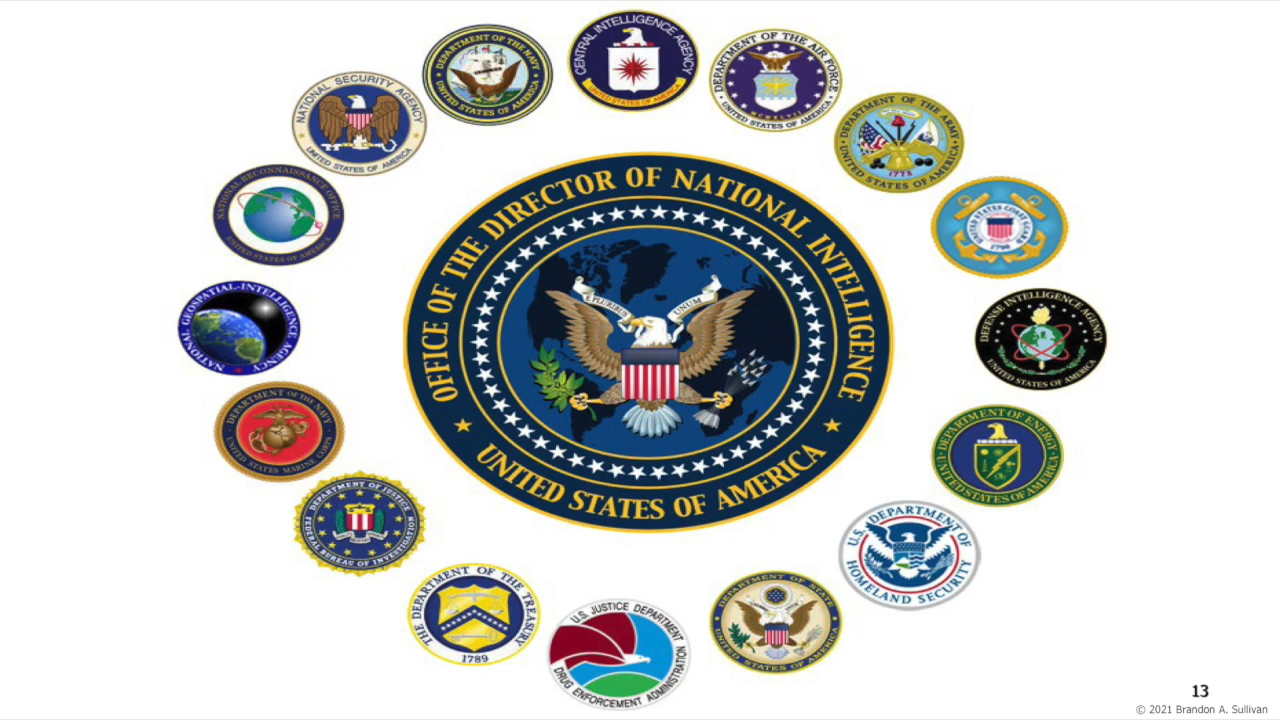 CENTRAL INTELLIGENCE AGENCY
UNITED STATES OF AMERICA
DEPARTMENT OF THE AIR FORCE
MCMXLVII
UNITED STATES OF AMERICA
DEPARTMENT OF THE ARMY
1775
UNITED STATES OF AMERICA
UNITED STATES COAST GUARD
1790
DEFENSE INTELLIGENCE AGENCY
UNITED STATES OF AMERICA
DEPARTMENT OF ENERGY
UNITED STATES OF AMERICA
U.S. DEPARTMENT OF
HOMELAND SECURITY
DEPARTMENT OF STATE
UNITED STATES OF AMERICA
U.S. JUSTICE DEPARTMENT
DRUG ENFORCEMENT ADMINISTRATION
THE DEPARTMENT OF THE TREASURY
1789
DEPARTMENT OF JUSTICE
FEDERAL BUREAU OF INVESTIGATION
DEPARTMENT OF THE NAVY
UNITED STATES MARINE CORPS
NATIONAL GEOSPATIAL-INTELLIGENCE AGENCY
NATIONAL RECONNAISSANCE OFFICE
UNITED STATES OF AMERICA
NATIONAL SECURITY AGENCY
UNITED STATES OF AMERICA
DEPARTMENT OF THE NAVY
UNITED STATES OF AMERICA
OFFICE OF THE DIRECTOR OF NATIONAL INTELLIGENCE
E PLURIBUS UNUM
UNITED STATES OF AMERICA
13
© 2021 Brandon A. Sullivan